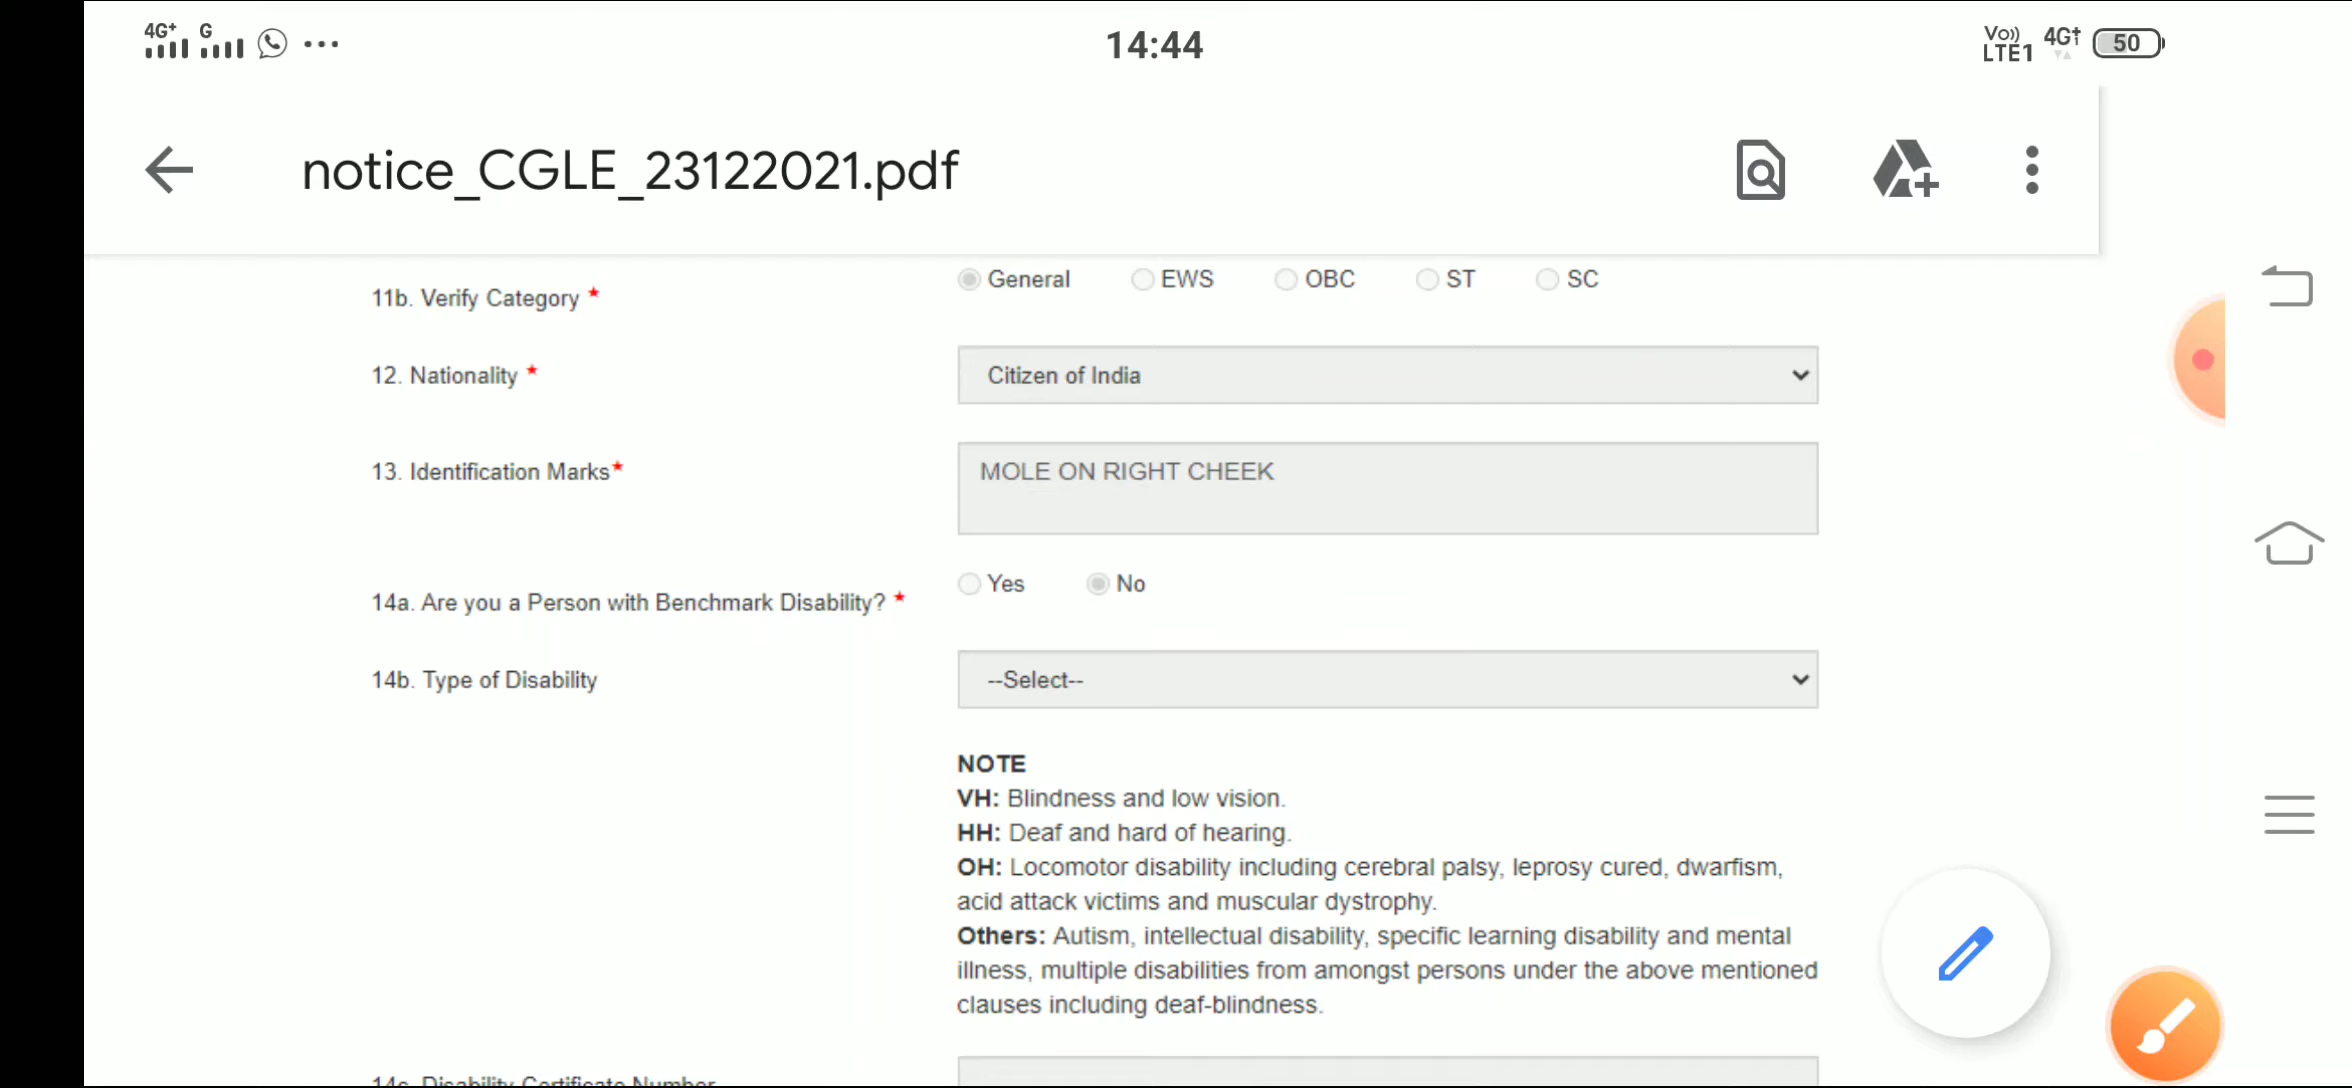 4G+ G 14:44 Vo)) LTE1 4G+ 50
notice_CGLE_23122021.pdf
General EWS OBC ST SC
11b. Verify Category *
12. Nationality * Citizen of India
13. Identification Marks* MOLE ON RIGHT CHEEK
Yes No
14a. Are you a Person with Benchmark Disability? *
14b. Type of Disability --Select--
NOTE
VH: Blindness and low vision.
HH: Deaf and hard of hearing.
OH: Locomotor disability including cerebral palsy, leprosy cured, dwarfism,
acid attack victims and muscular dystrophy.
Others: Autism, intellectual disability, specific learning disability and mental
illness, multiple disabilities from amongst persons under the above mentioned
clauses including deaf-blindness.
14c. Disability Certificate Number